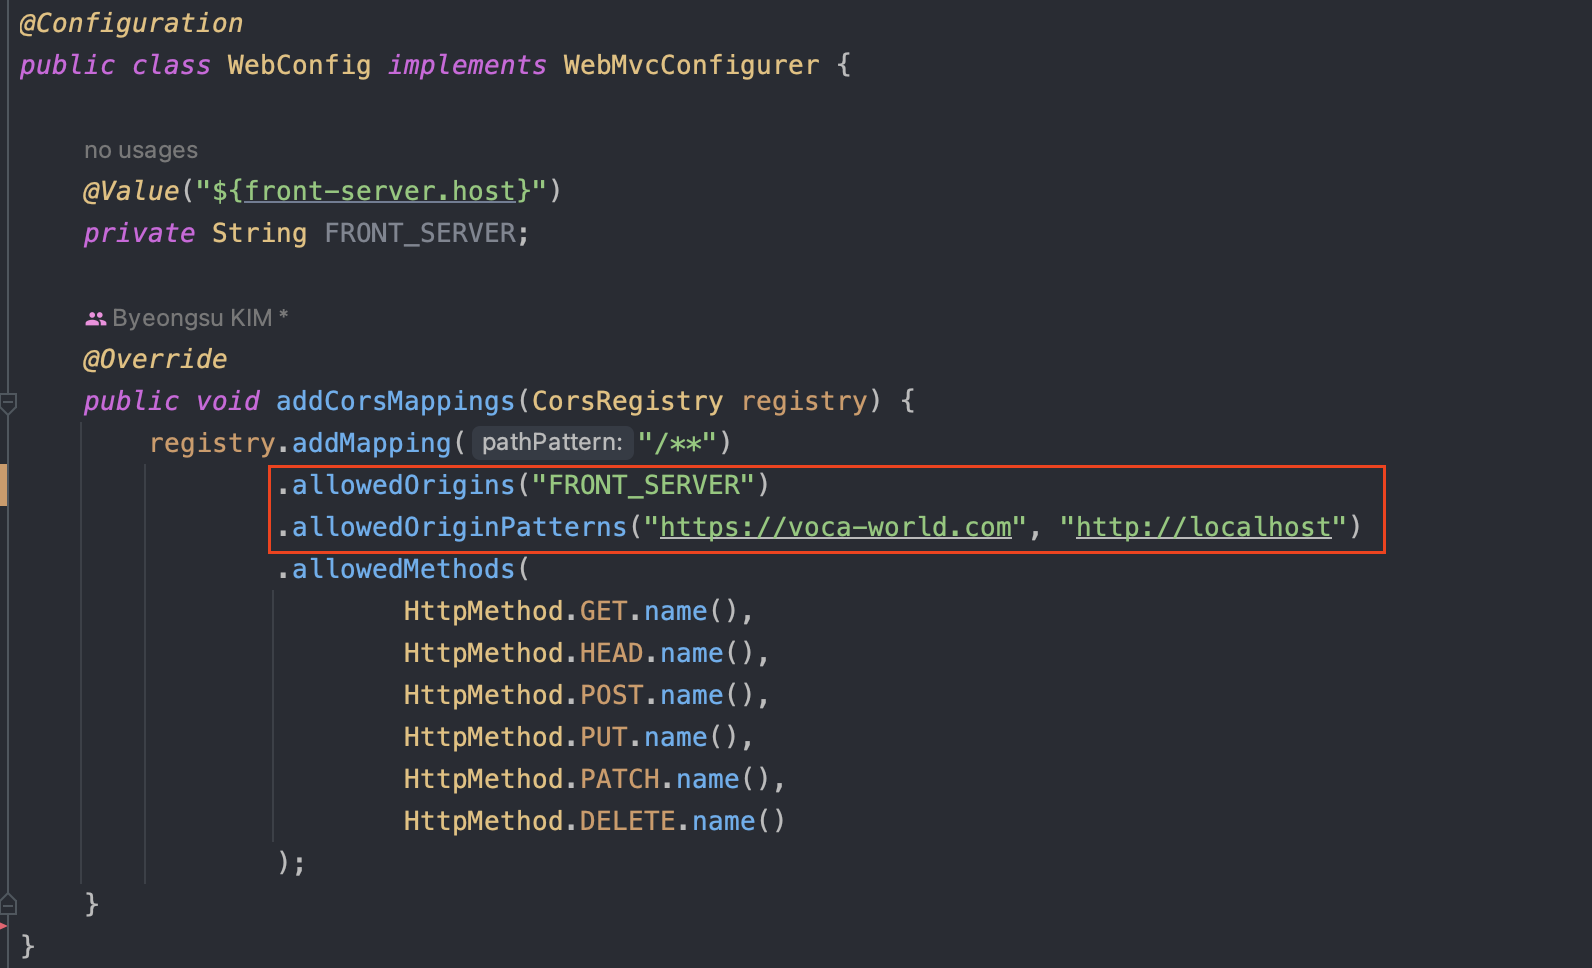 @Configuration
public class WebConfig implements WebMvcConfigurer {
no usages
@Value("${front-server.host}")
private String FRONT_SERVER;
Byeongsu KIM *
@Override
public void addCorsMappings(CorsRegistry registry) {
registry.addMapping( pathPattern: "/**")
.allowedOrigins("FRONT_SERVER")
.allowedOriginPatterns("https://voca-world.com", "http://localhost")
.allowedMethods(
HttpMethod.GET.name(),
HttpMethod.HEAD.name(),
HttpMethod.POST.name(),
HttpMethod.PUT.name(),
HttpMethod.PATCH.name(),
HttpMethod.DELETE.name()
);
}
}